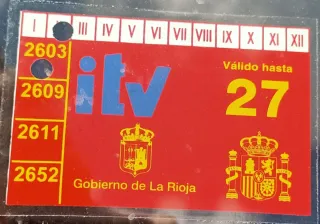 I III IV V VI VII VIII IX X XI XII
2603
itv
Válido hasta
2609
27
2611
2652
Gobierno de La Rioja